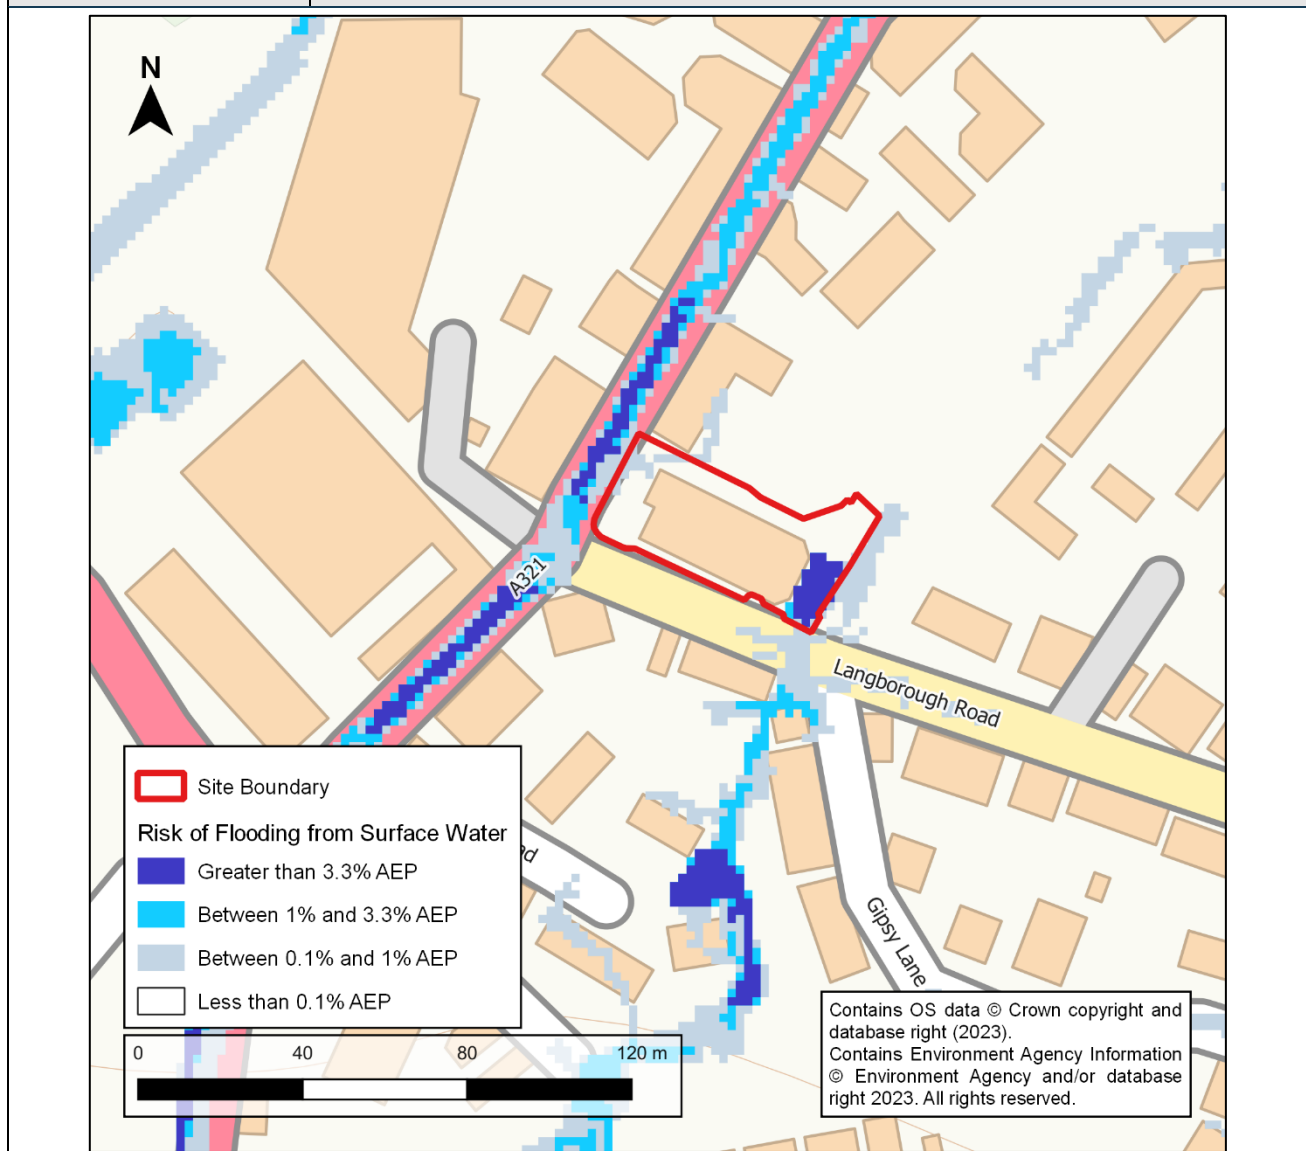 N
A321
Langborough Road
Gipsy Lane
ad
Site Boundary
Risk of Flooding from Surface Water
Greater than 3.3% AEP
Between 1% and 3.3% AEP
Between 0.1% and 1% AEP
Less than 0.1% AEP
0 40 80 120 m
Contains OS data © Crown copyright and
database right (2023).
Contains Environment Agency Information
© Environment Agency and/or database
right 2023. All rights reserved.